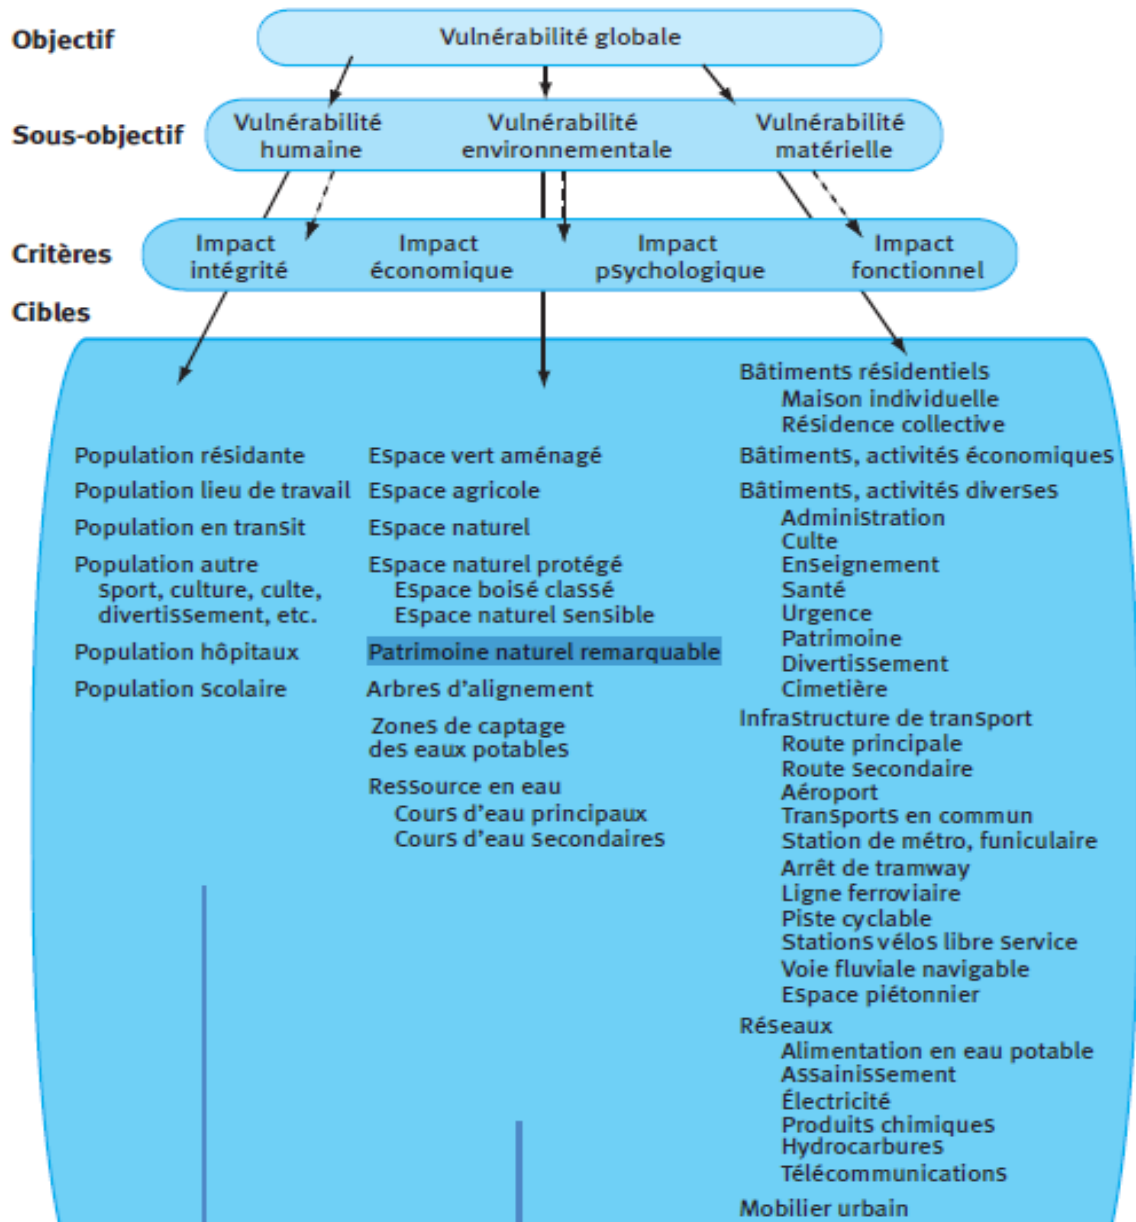 Objectif
Vulnérabilité globale
Sous-objectif
Vulnérabilité
humaine
Vulnérabilité
environnementale
Vulnérabilité
matérielle
Critères
Impact
intégrité
Impact
économique
Impact
psychologique
Impact
fonctionnel
Cibles
Population résidante
Population lieu de travail
Population en transit
Population autre
sport, culture, culte,
divertissement, etc.
Population hôpitaux
Population scolaire
Espace vert aménagé
Espace agricole
Espace naturel
Espace naturel protégé
Espace boisé classé
Espace naturel sensible
Patrimoine naturel remarquable
Arbres d'alignement
Zones de captage
des eaux potables
Ressource en eau
Cours d'eau principaux
Cours d'eau secondaires
Bâtiments résidentiels
Maison individuelle
Résidence collective
Bâtiments, activités économiques
Bâtiments, activités diverses
Administration
Culte
Enseignement
Santé
Urgence
Patrimoine
Divertissement
Cimetière
Infrastructure de transport
Route principale
Route secondaire
Aéroport
Transports en commun
Station de métro, funiculaire
Arrêt de tramway
Ligne ferroviaire
Piste cyclable
Stations vélos libre service
Voie fluviale navigable
Espace piétonnier
Réseaux
Alimentation en eau potable
Assainissement
Électricité
Produits chimiques
Hydrocarbures
Télécommunications
Mobilier urbain